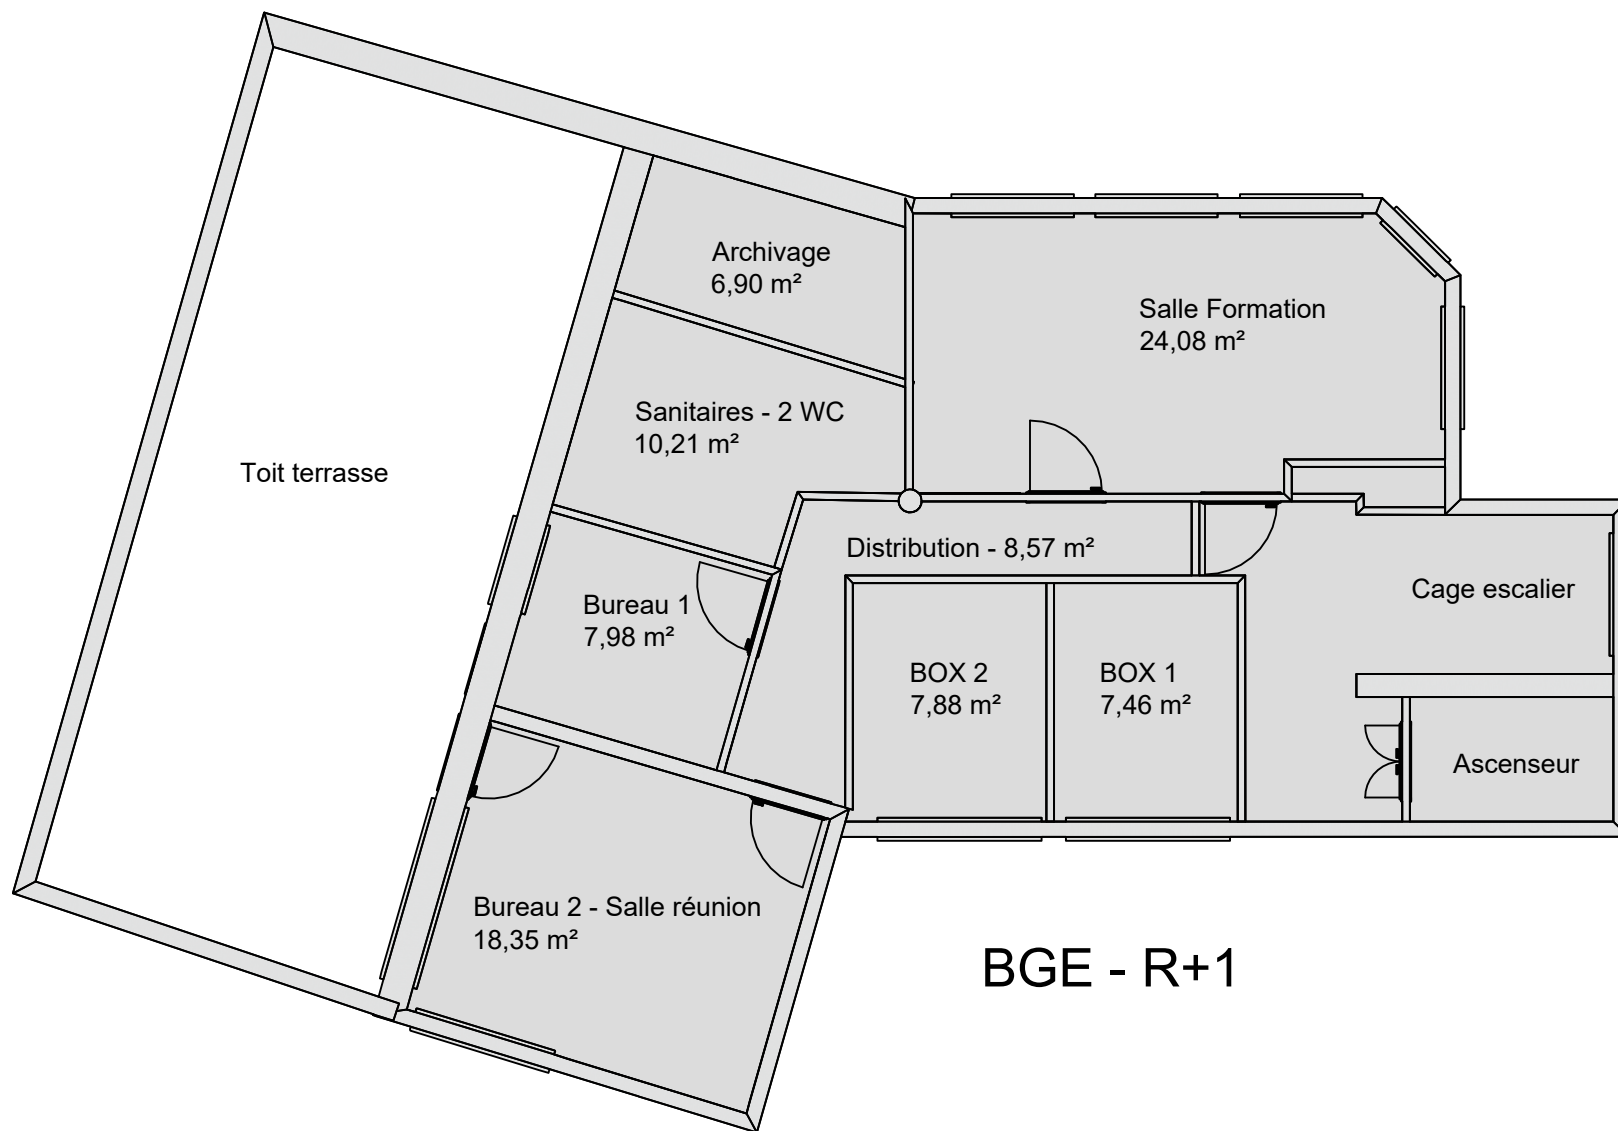 Archivage
6,90 m²
Salle Formation
24,08 m²
Sanitaires - 2 WC
10,21 m²
Toit terrasse
Distribution - 8,57 m²
Cage escalier
Bureau 1
7,98 m²
BOX 2
7,88 m²
BOX 1
7,46 m²
Ascenseur
Bureau 2 - Salle réunion
18,35 m²
BGE - R+1